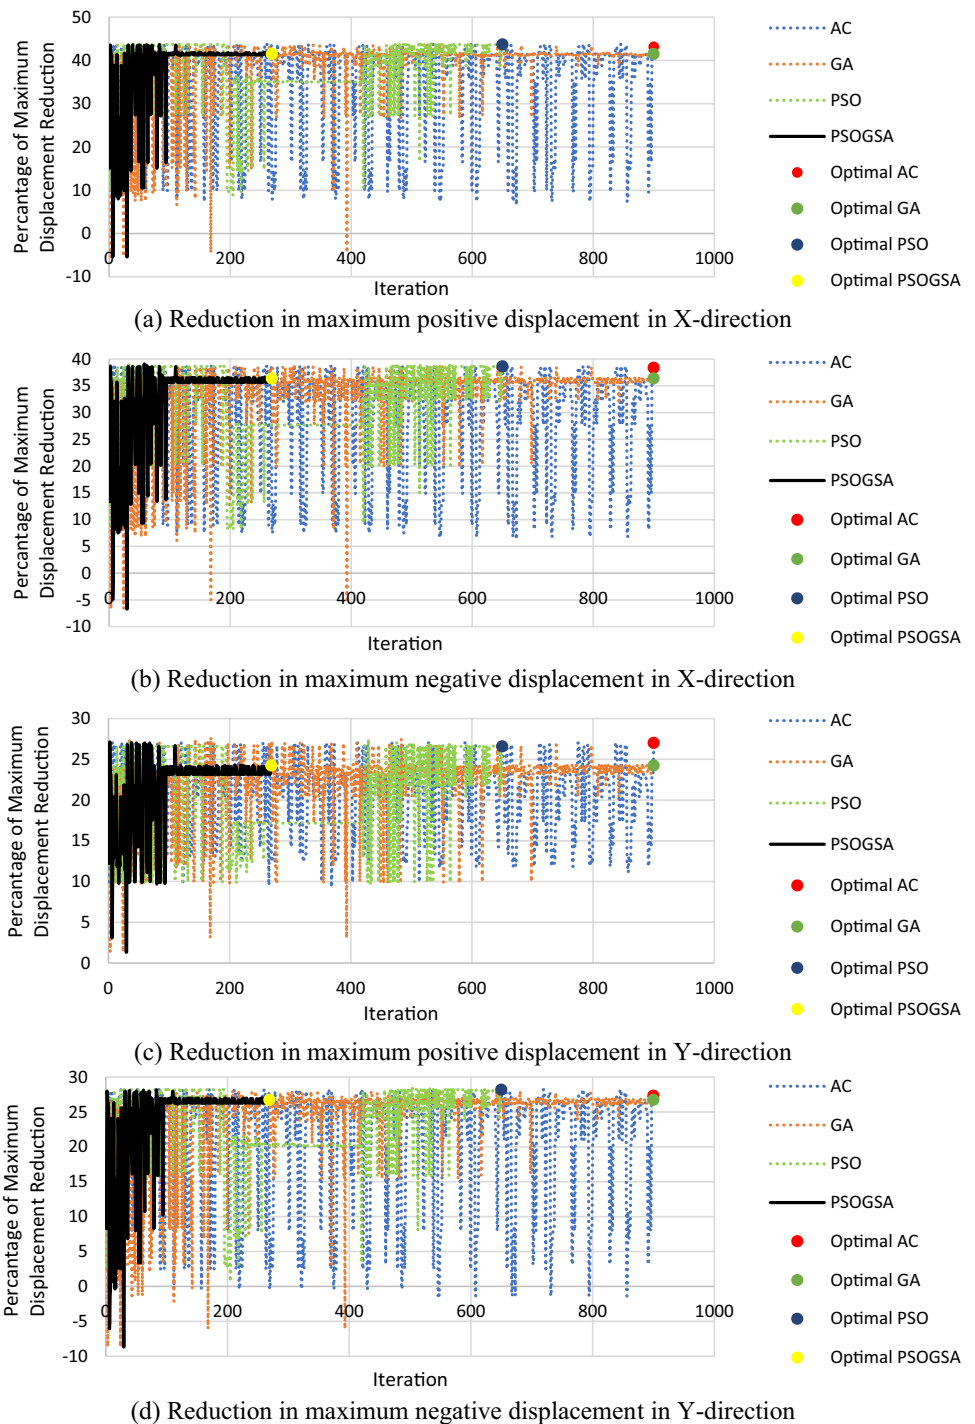 Percantage of Maximum
Displacement Reduction
50
40
30
20
10
0
-10
0
200
400
600
800
1000
Iteration
AC
GA
PSO
PSOGSA
Optimal AC
Optimal GA
Optimal PSO
Optimal PSOGSA
(a) Reduction in maximum positive displacement in X-direction
Percantage of Maximum
Displacement Reduction
40
35
30
25
20
15
10
5
0
-5
-10
0
200
400
600
800
1000
Iteration
AC
GA
PSO
PSOGSA
Optimal AC
Optimal GA
Optimal PSO
Optimal PSOGSA
(b) Reduction in maximum negative displacement in X-direction
Percantage of Maximum
Displacement Reduction
30
25
20
15
10
5
0
0
200
400
600
800
1000
Iteration
AC
GA
PSO
PSOGSA
Optimal AC
Optimal GA
Optimal PSO
Optimal PSOGSA
(c) Reduction in maximum positive displacement in Y-direction
Percentage of Maximum
Displacement Reduction
30
25
20
15
10
5
0
-5
-10
0
200
400
600
800
1000
Iteration
AC
GA
PSO
PSOGSA
Optimal AC
Optimal GA
Optimal PSO
Optimal PSOGSA
(d) Reduction in maximum negative displacement in Y-direction